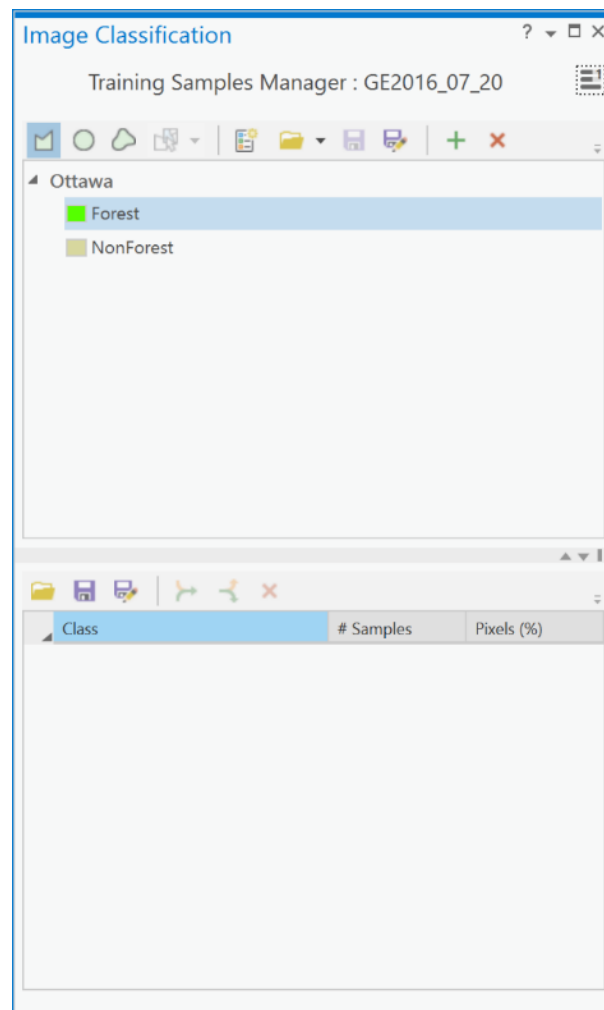 Image Classification
Training Samples Manager : GE2016_07_20
Ottawa
Forest
NonForest
Class # Samples Pixels (%)